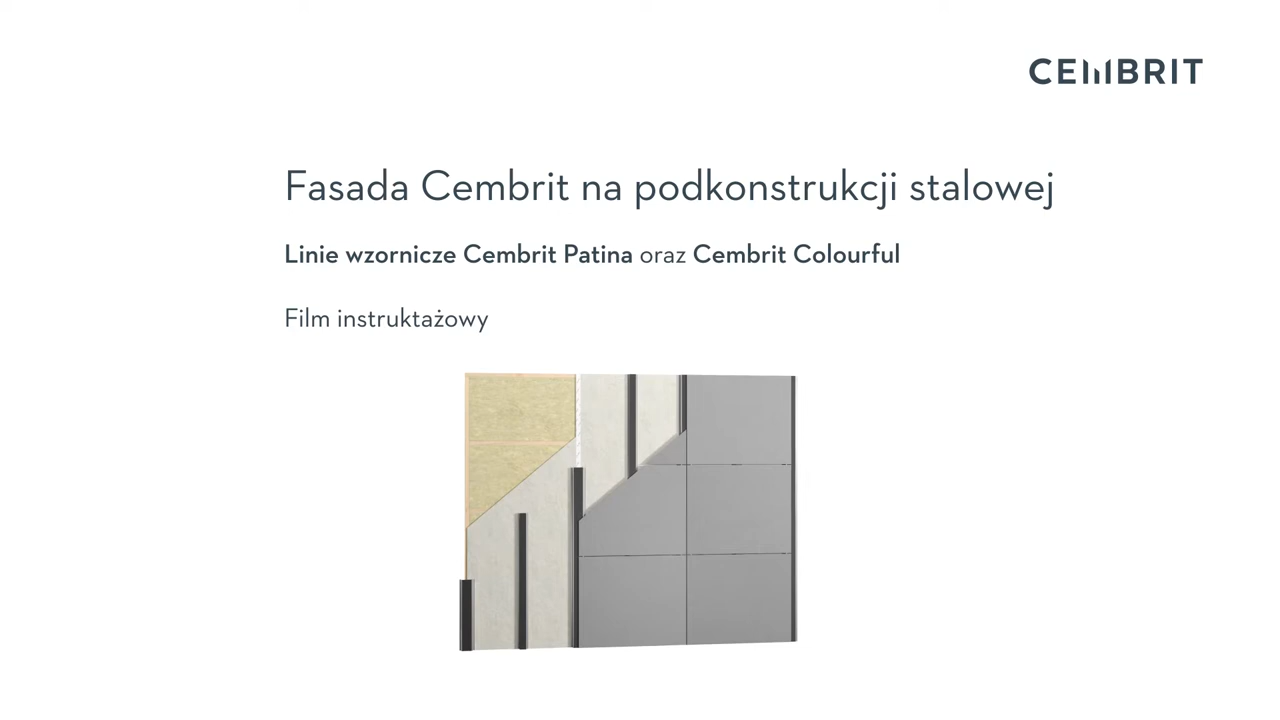 CEMBRIT
Fasada Cembrit na podkonstrukcji stalowej
Linie wzornicze Cembrit Patina oraz Cembrit Colourful
Film instruktażowy